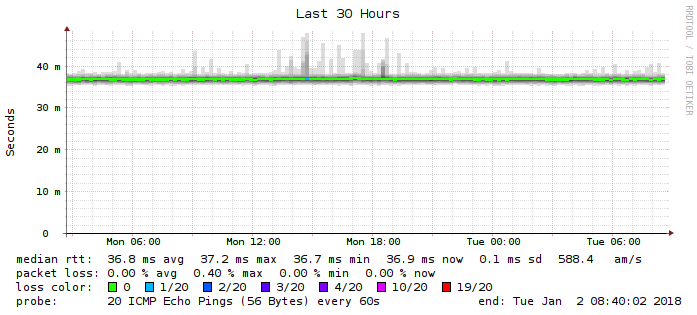 Last 30 Hours
RRDTOOL / TOBI OETIKER
Seconds
40 m
30 m
20 m
10 m
0
Mon 06:00 Mon 12:00 Mon 18:00 Tue 00:00 Tue 06:00
median rtt: 36.8 ms avg 37.2 ms max 36.7 ms min 36.9 ms now 0.1 ms sd 588.4 am/s
packet loss: 0.00 % avg 0.40 % max 0.00 % min 0.00 % now
loss color: 0 1/20 2/20 3/20 4/20 10/20 19/20
probe: 20 ICMP Echo Pings (56 Bytes) every 60s end: Tue Jan 2 08:40:02 2018